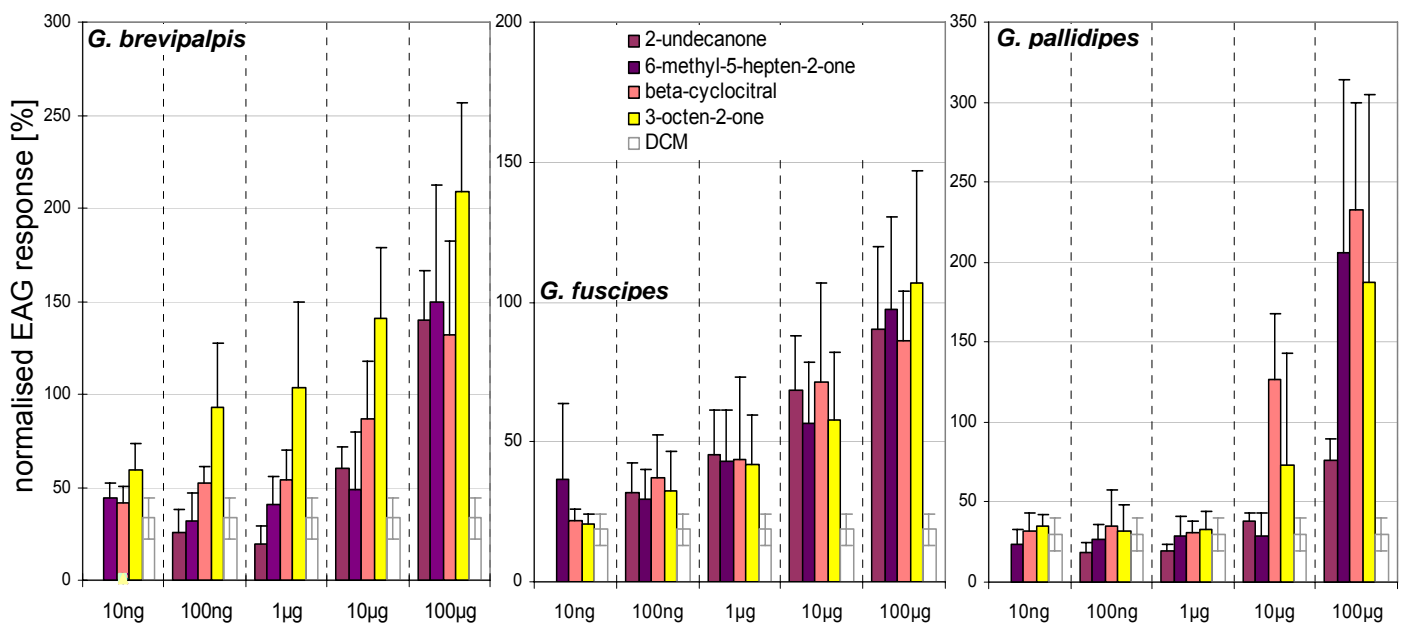 normalised EAG response [%]
300
250
200
150
100
50
0
G. brevipalpis
10ng
100ng
1µg
10µg
100µg
200
150
100
50
0
2-undecanone
6-methyl-5-hepten-2-one
beta-cyclocitral
3-octen-2-one
DCM
G. fuscipes
10ng
100ng
1µg
10µg
100µg
350
300
250
200
150
100
50
0
G. pallidipes
10ng
100ng
1µg
10µg
100µg